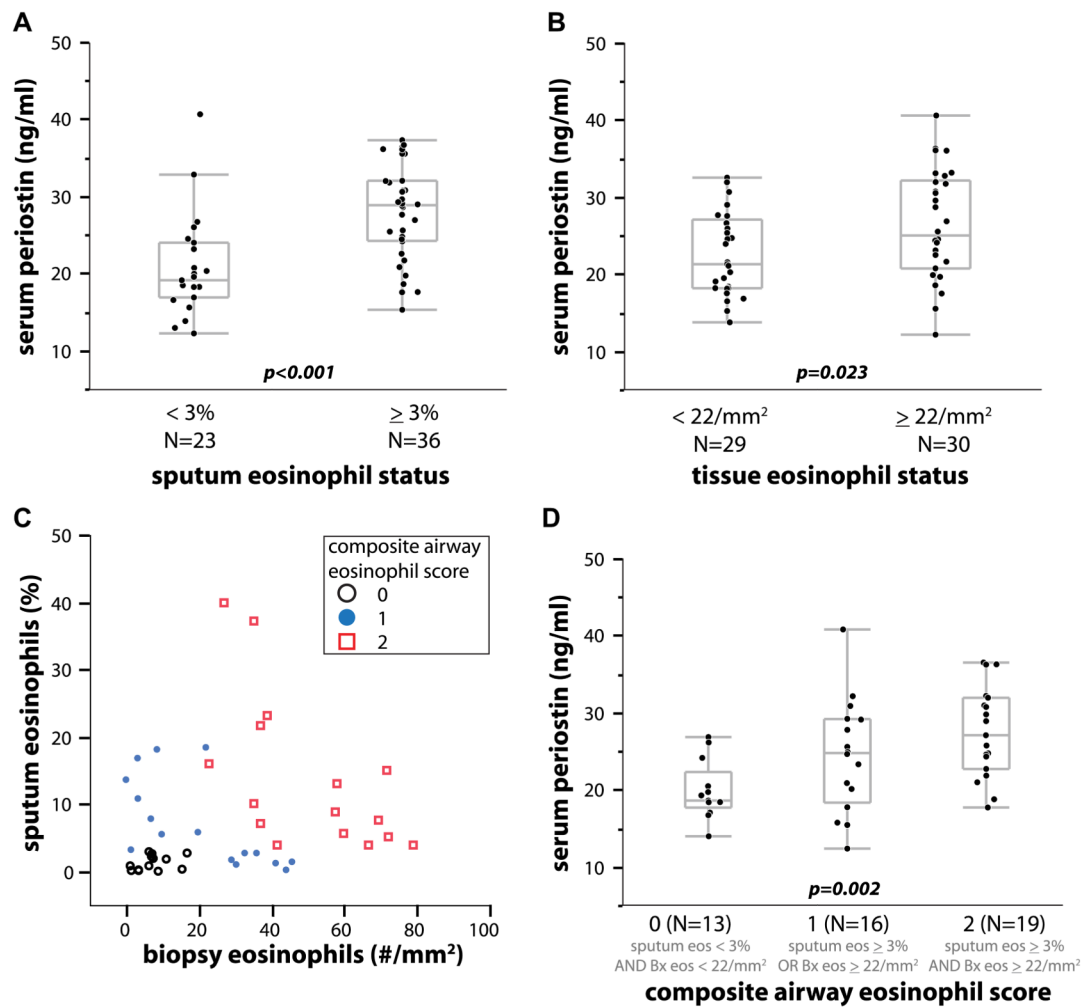 A
50
40
30
20
10
serum periostin (ng/ml)
p<0.001
< 3%
N=23
≥ 3%
N=36
sputum eosinophil status
B
50
40
30
20
10
serum periostin (ng/ml)
p=0.023
< 22/mm²
N=29
≥ 22/mm²
N=30
tissue eosinophil status
C
50
40
30
20
10
0
sputum eosinophils (%)
composite airway
eosinophil score
0
1
2
0 20 40 60 80 100
biopsy eosinophils (#/mm²)
D
50
40
30
20
10
serum periostin (ng/ml)
p=0.002
0 (N=13)
sputum eos < 3%
AND Bx eos < 22/mm²
1 (N=16)
sputum eos ≥ 3%
OR Bx eos ≥ 22/mm²
2 (N=19)
sputum eos ≥ 3%
AND Bx eos ≥ 22/mm²
composite airway eosinophil score